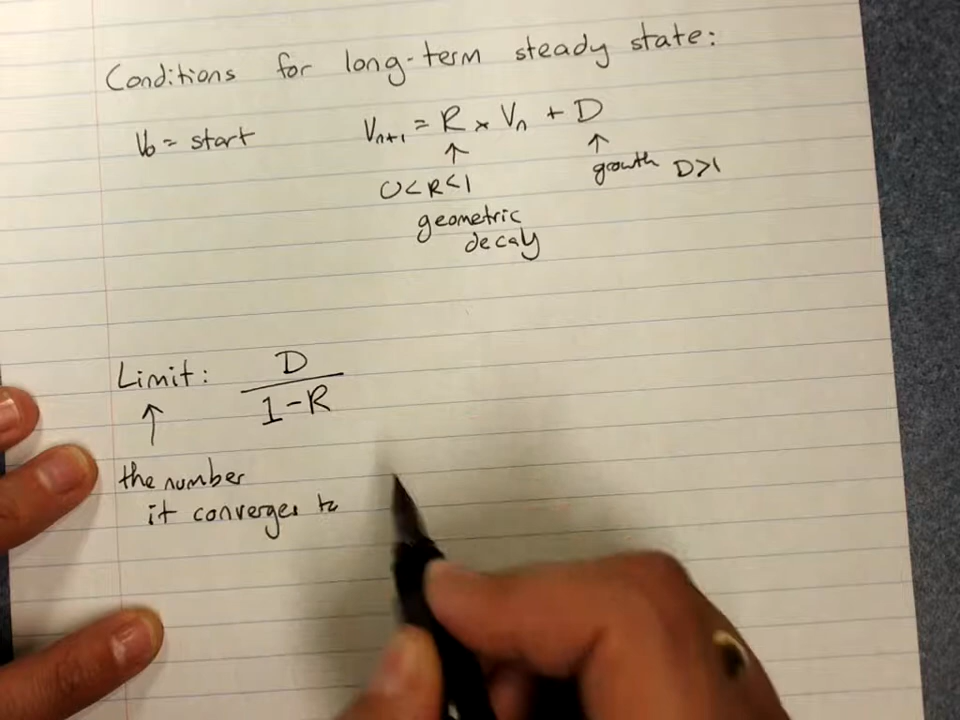 Conditions for long-term steady state:
V₀ = start
Vₙ₊₁ = R × Vₙ + D
↑ ↑
growth D>1
0<R<1
geometric
decay
Limit: D
1-R
↑
the number
it converges to